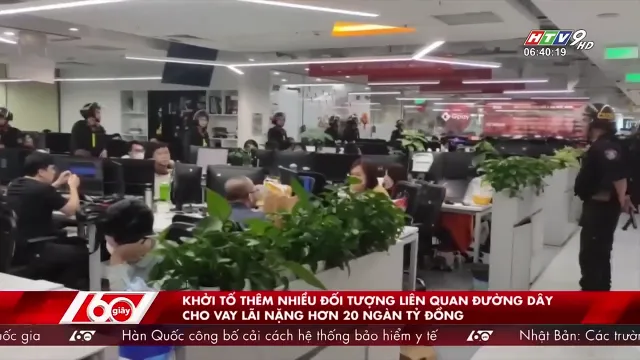 HTV9 HD
06:40:19
60 giây
KHỞI TỐ THÊM NHIỀU ĐỐI TƯỢNG LIÊN QUAN ĐƯỜNG DÂY
CHO VAY LÃI NẶNG HƠN 20 NGÀN TỶ ĐỒNG
uốc gia Hàn Quốc công bố cải cách hệ thống bảo hiểm y tế Nhật Bản: Các trườ